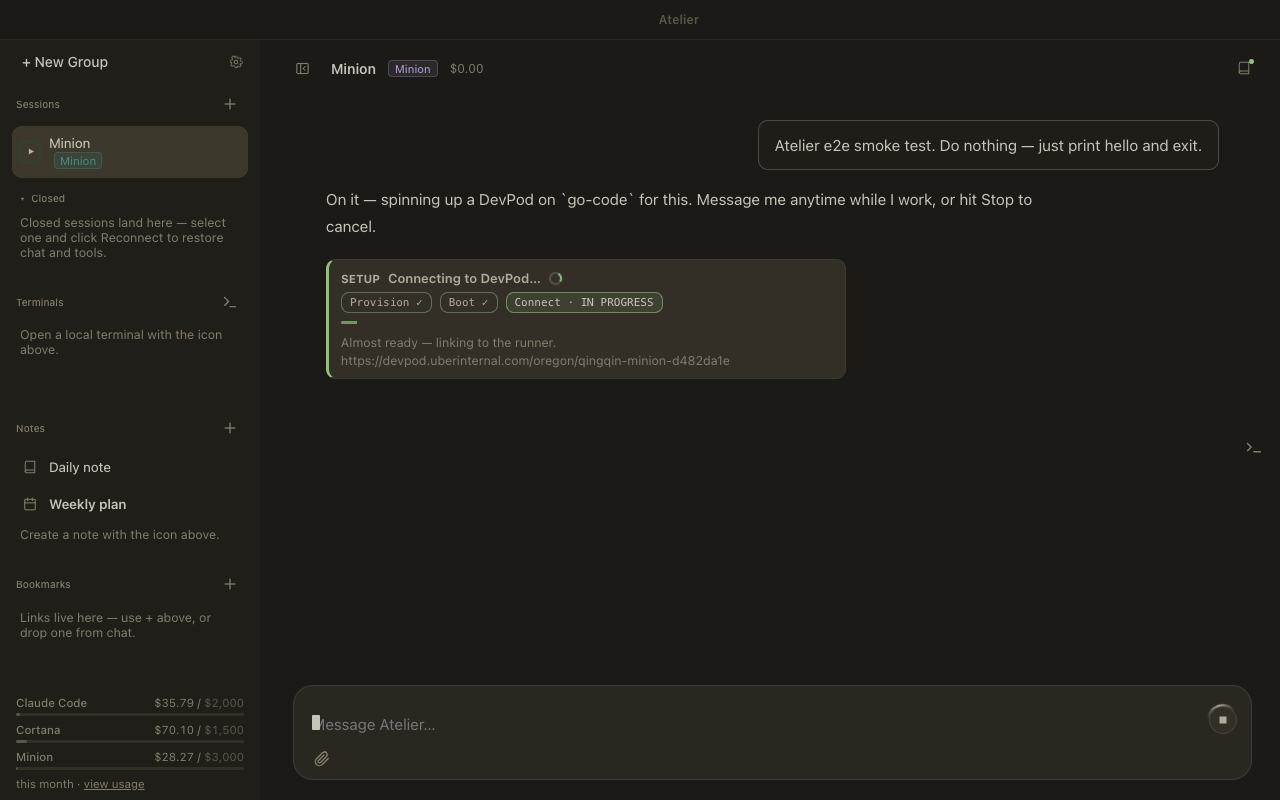 Atelier
+ New Group
Sessions
Minion
Minion
Closed
Closed sessions land here — select
one and click Reconnect to restore
chat and tools.
Terminals
Open a local terminal with the icon
above.
Notes
Daily note
Weekly plan
Create a note with the icon above.
Bookmarks
Links live here — use + above, or
drop one from chat.
Claude Code $35.79 / $2,000
Cortana $70.10 / $1,500
Minion $28.27 / $3,000
this month · view usage
Minion Minion $0.00
Atelier e2e smoke test. Do nothing — just print hello and exit.
On it — spinning up a DevPod on `go-code` for this. Message me anytime while I work, or hit Stop to
cancel.
SETUP Connecting to DevPod...
Provision ✓ Boot ✓ Connect · IN PROGRESS
Almost ready — linking to the runner.
https://devpod.uberinternal.com/oregon/qingqin-minion-d482da1e
Message Atelier...